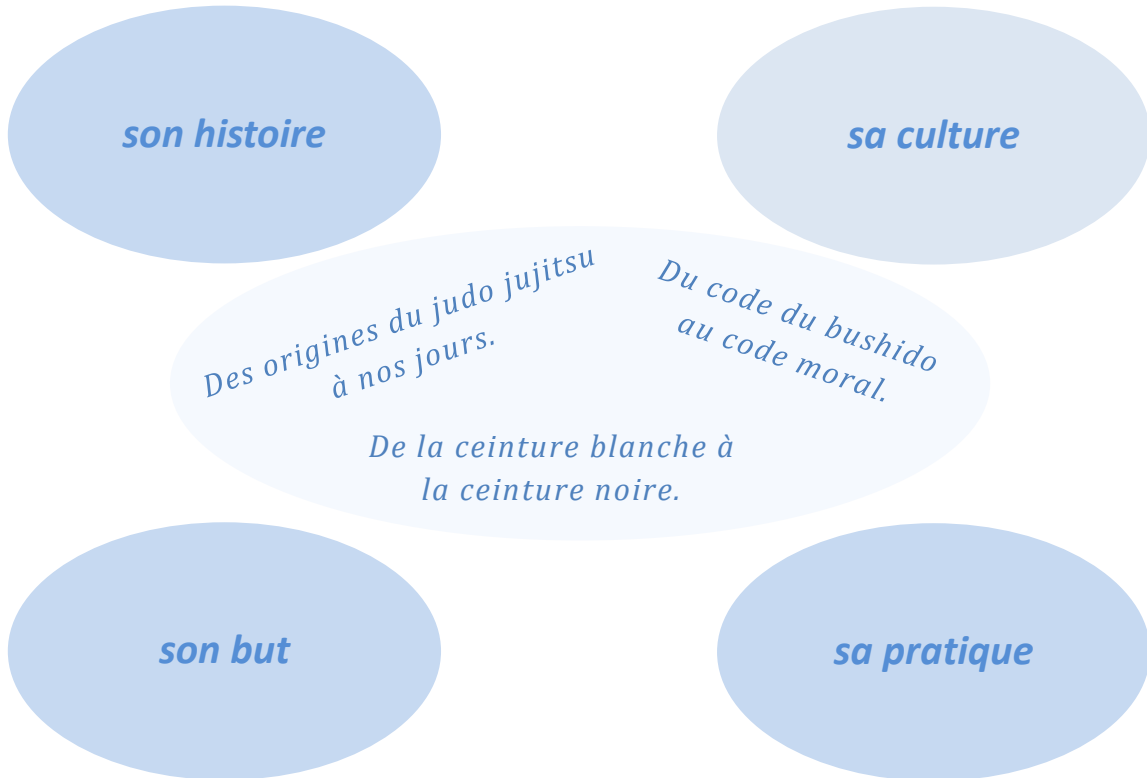 son histoire
sa culture
Des origines du judo jujitsu
à nos jours.
Du code du bushido
au code moral.
De la ceinture blanche à
la ceinture noire.
son but
sa pratique